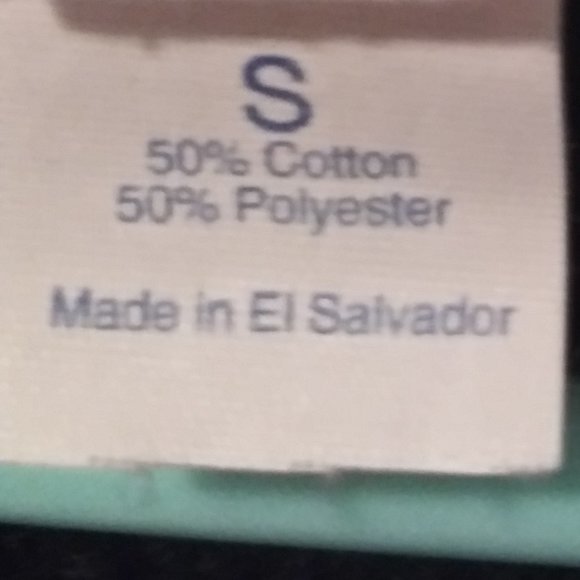 S
50% Cotton
50% Polyester
Made in El Salvador